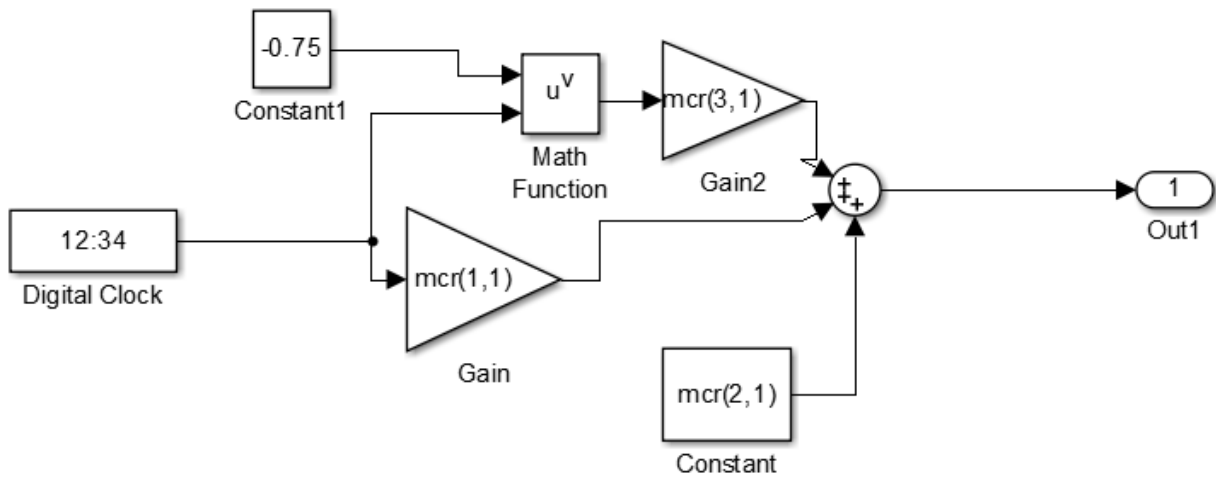 -0.75
Constant1
u^v
Math
Function
mcr(3,1)
Gain2
12:34
Digital Clock
mcr(1,1)
Gain
mcr(2,1)
Constant
+
+
+
1
Out1